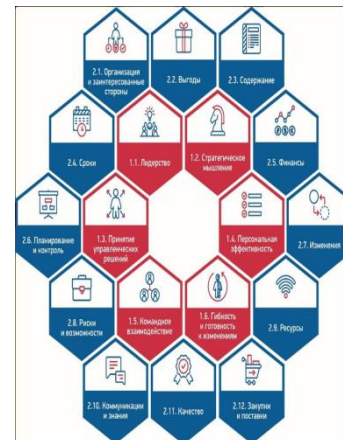 2.1. Организация
и заинтересованные
стороны
2.2. Выгоды
2.3. Содержание
2.4. Сроки
1.1. Лидерство
1.2. Стратегическое
мышление
2.5. Финансы
2.6. Планирование
и контроль
1.3. Принятие
управленческих
решений
1.4. Персональная
эффективность
2.7. Изменения
2.8. Риски
и возможности
1.5. Командное
взаимодействие
1.6. Гибкость
и готовность
к изменениям
2.9. Ресурсы
2.10. Коммуникации
и знания
2.11. Качество
2.12. Закупки
и поставки